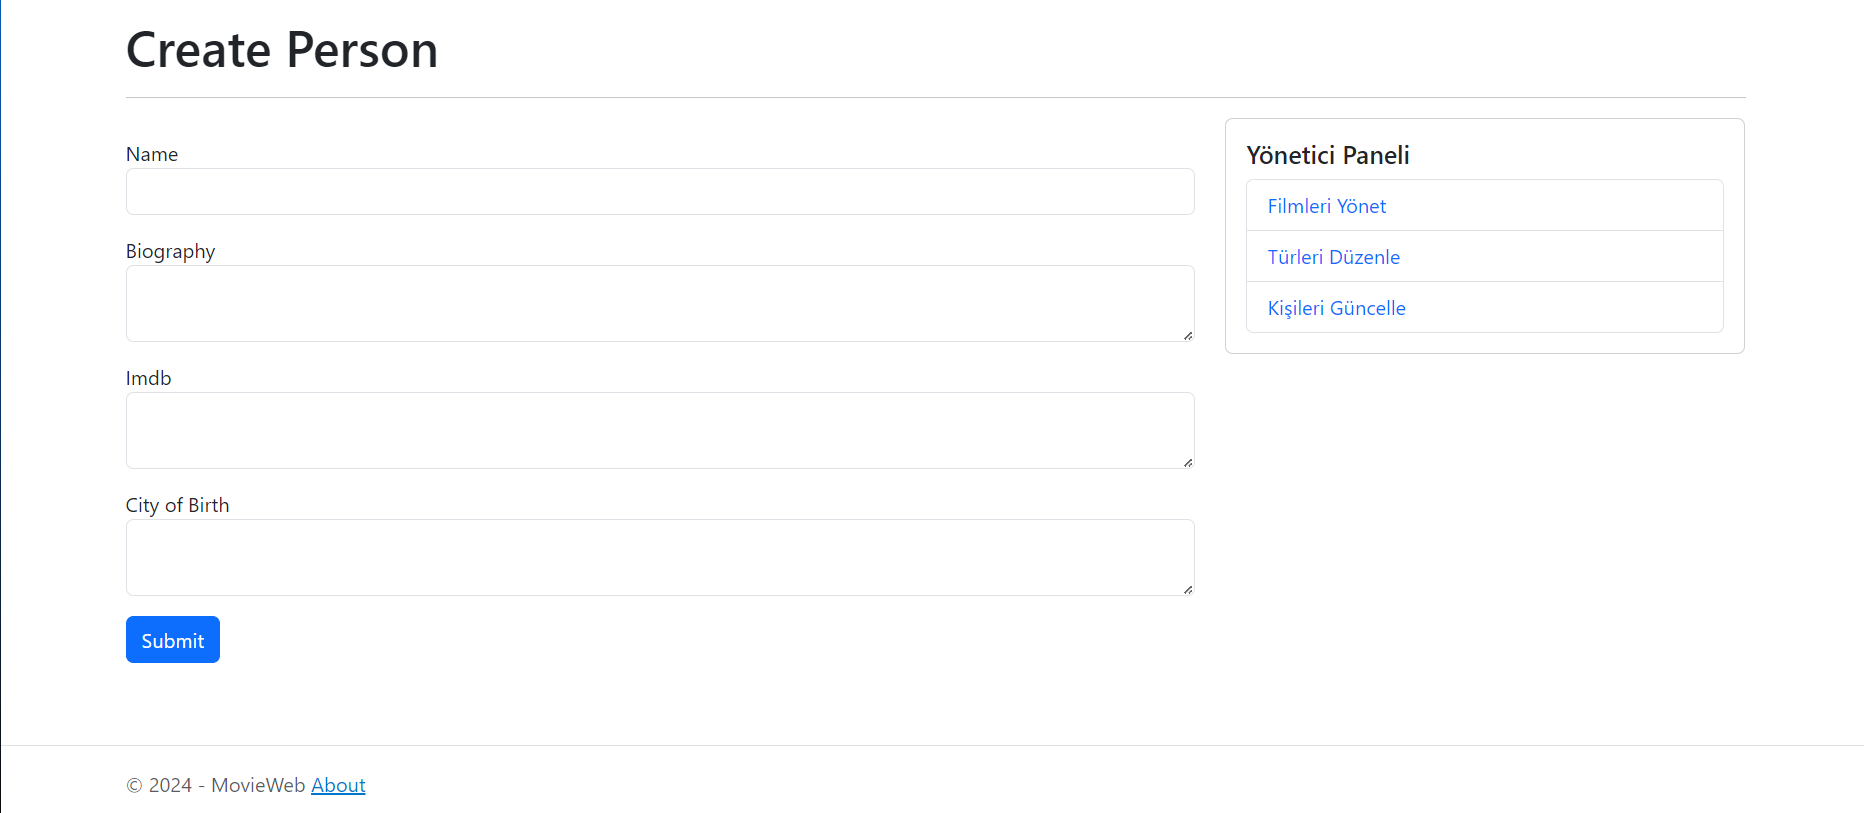 Create Person
Name
Biography
Imdb
City of Birth
Submit
Yönetici Paneli
Filmleri Yönet
Türleri Düzenle
Kişileri Güncelle
© 2024 - MovieWeb About